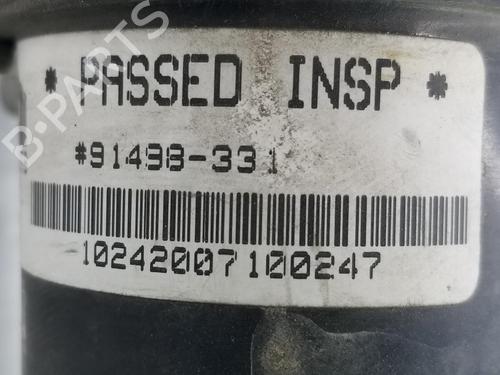 * PASSED INSP *
#91498-331
10242007100247
B-PARTS